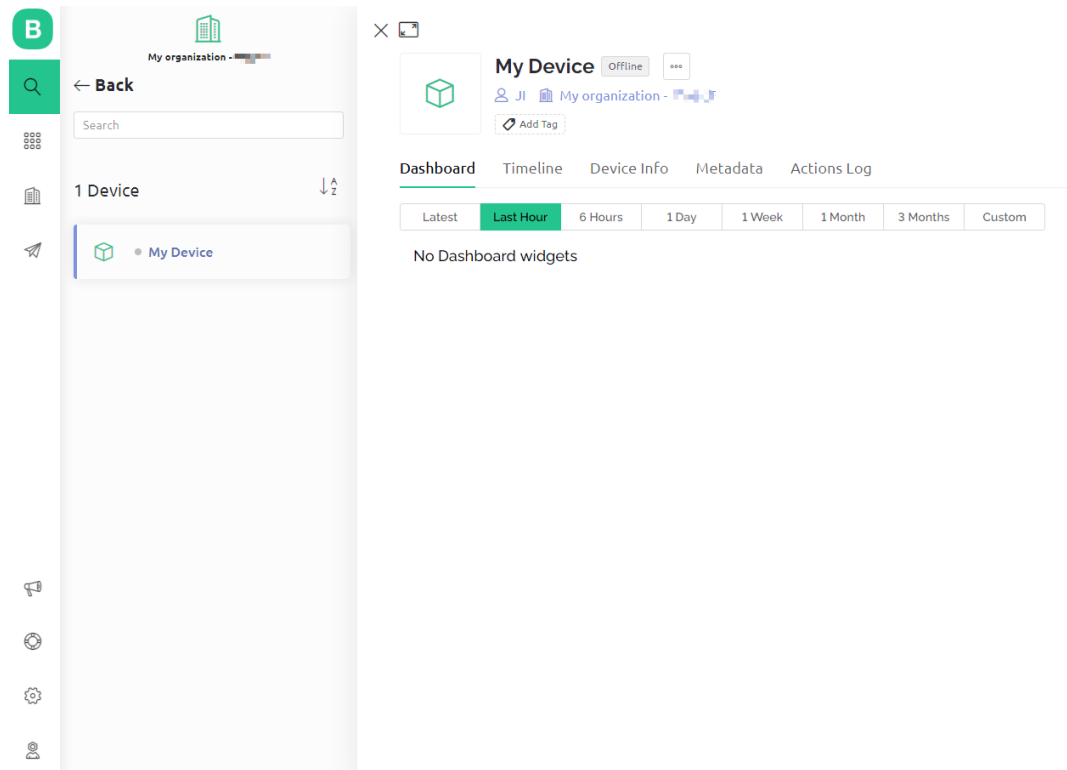 B
My organization -
← Back
Search
1 Device
A
Z
My Device
My Device
Offline
JI
My organization -
Add Tag
Dashboard Timeline Device Info Metadata Actions Log
Latest Last Hour 6 Hours 1 Day 1 Week 1 Month 3 Months Custom
No Dashboard widgets